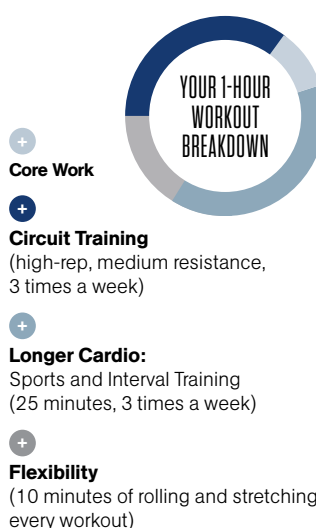 YOUR 1-HOUR
WORKOUT
BREAKDOWN
+
Core Work
+
Circuit Training
(high-rep, medium resistance,
3 times a week)
+
Longer Cardio:
Sports and Interval Training
(25 minutes, 3 times a week)
+
Flexibility
(10 minutes of rolling and stretching
every workout)